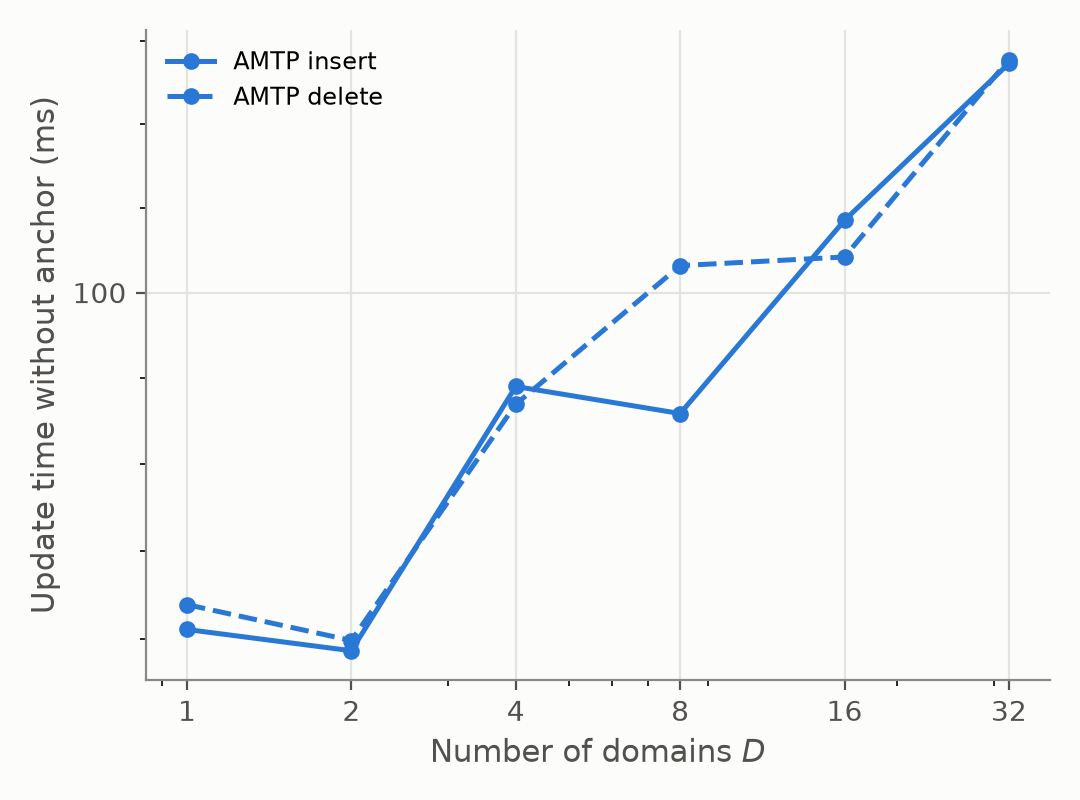 AMTP insert
AMTP delete
Update time without anchor (ms)
100
1 2 4 8 16 32
Number of domains D